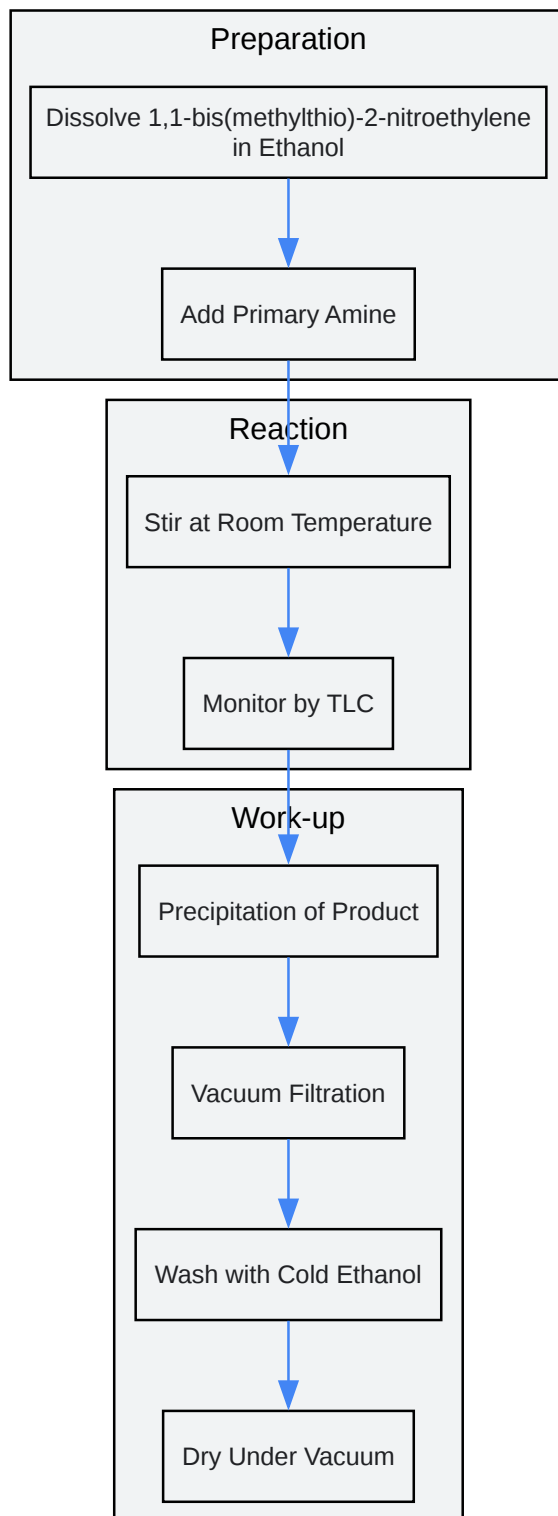 Preparation
Dissolve 1,1-bis(methylthio)-2-nitroethylene
in Ethanol
Add Primary Amine
Reaction
Stir at Room Temperature
Monitor by TLC
Work-up
Precipitation of Product
Vacuum Filtration
Wash with Cold Ethanol
Dry Under Vacuum